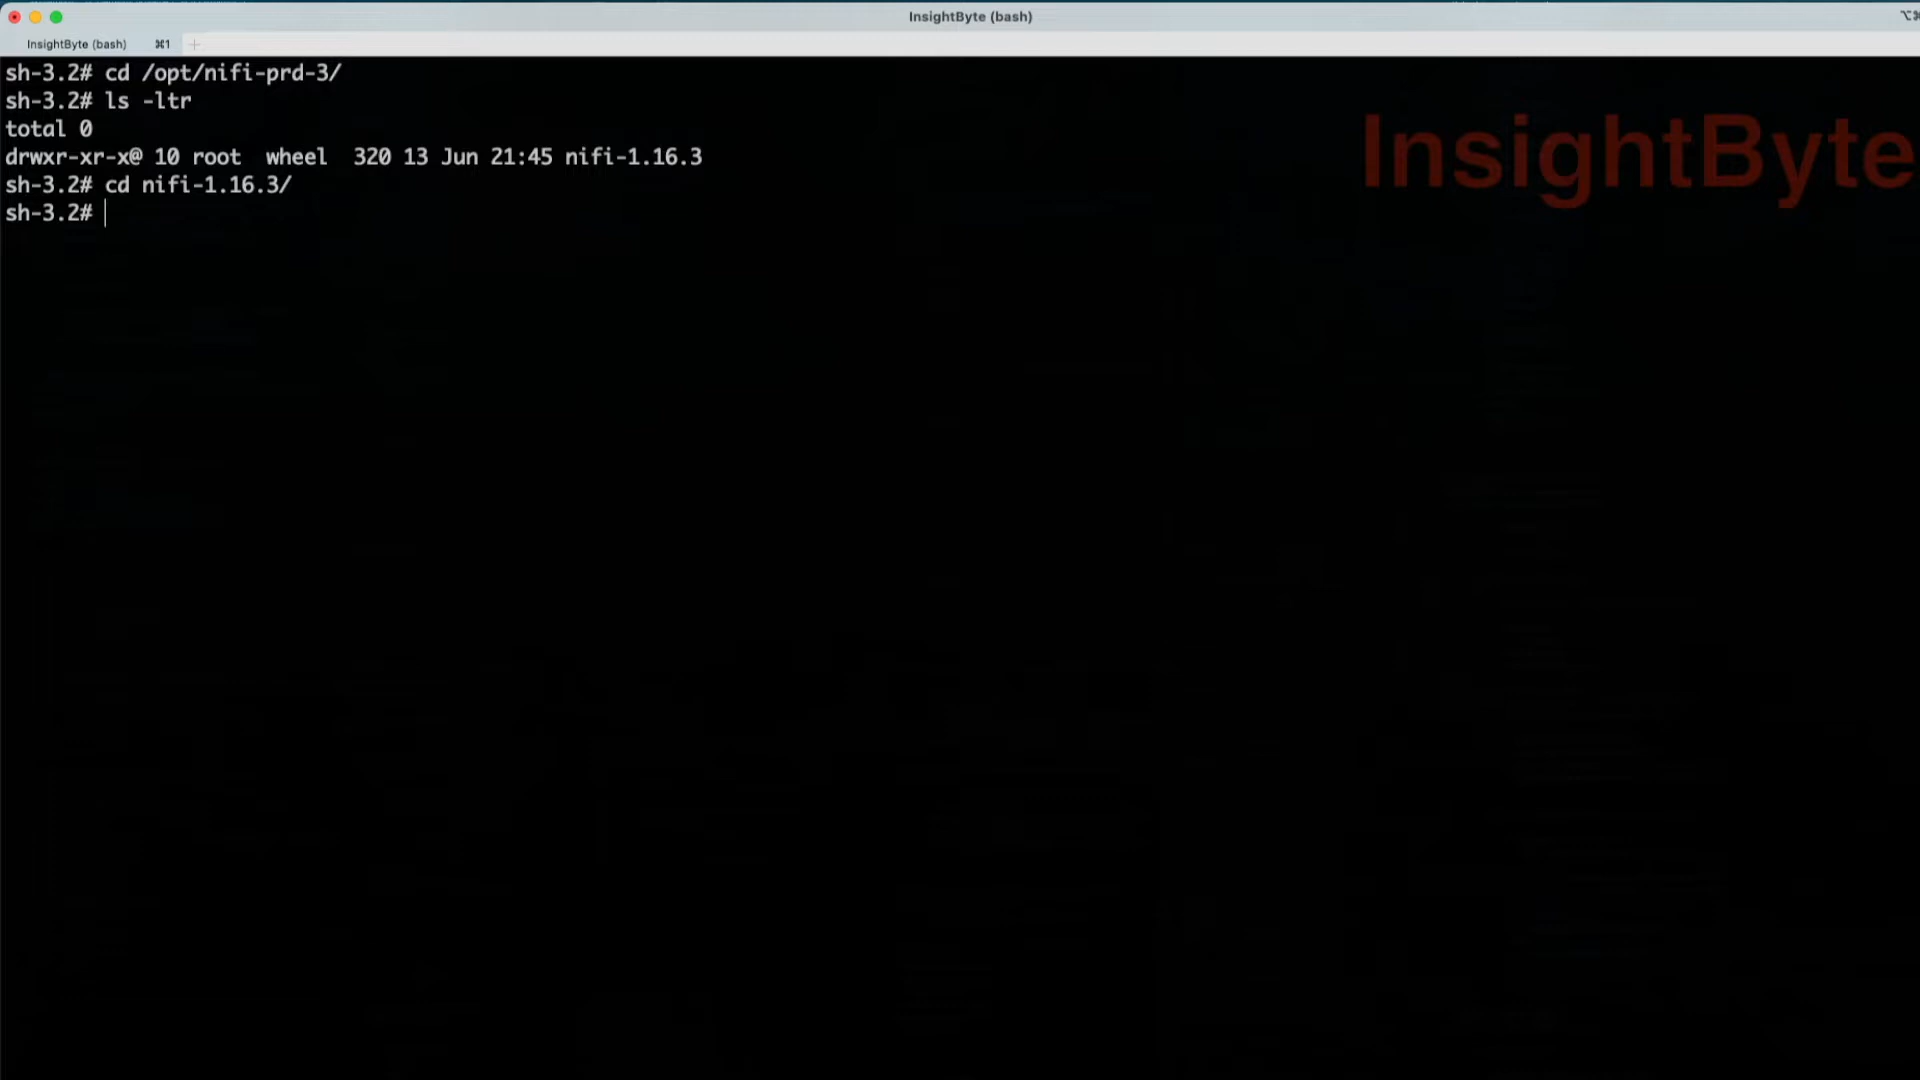 InsightByte (bash)
⌥⌘
InsightByte (bash) ⌘1 +
sh-3.2# cd /opt/nifi-prd-3/
sh-3.2# ls -ltr
total 0
drwxr-xr-x@ 10 root  wheel  320 13 Jun 21:45 nifi-1.16.3
sh-3.2# cd nifi-1.16.3/
sh-3.2#
InsightByte